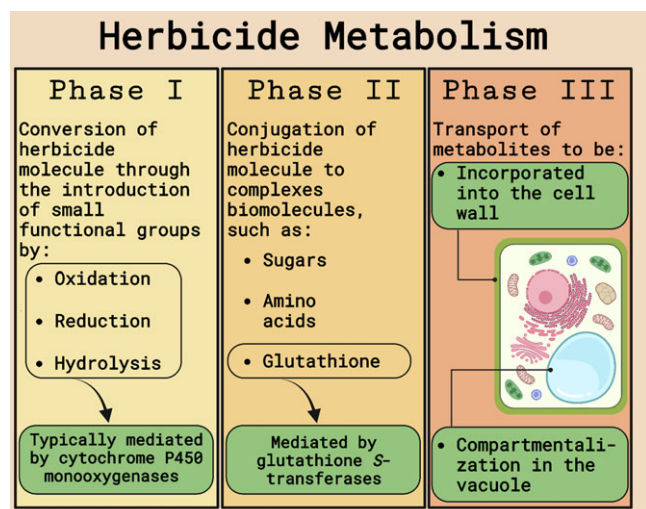 Herbicide Metabolism
Phase I
Conversion of
herbicide
molecule through
the introduction
of small
functional groups
by:
• Oxidation
• Reduction
• Hydrolysis
Typically mediated
by cytochrome P450
monooxygenases
Phase II
Conjugation of
herbicide
molecule to
complexes
biomolecules,
such as:
• Sugars
• Amino
acids
• Glutathione
Mediated by
glutathione S-
transferases
Phase III
Transport of
metabolites to be:
• Incorporated
into the cell
wall
• Compartmentali-
zation in the
vacuole